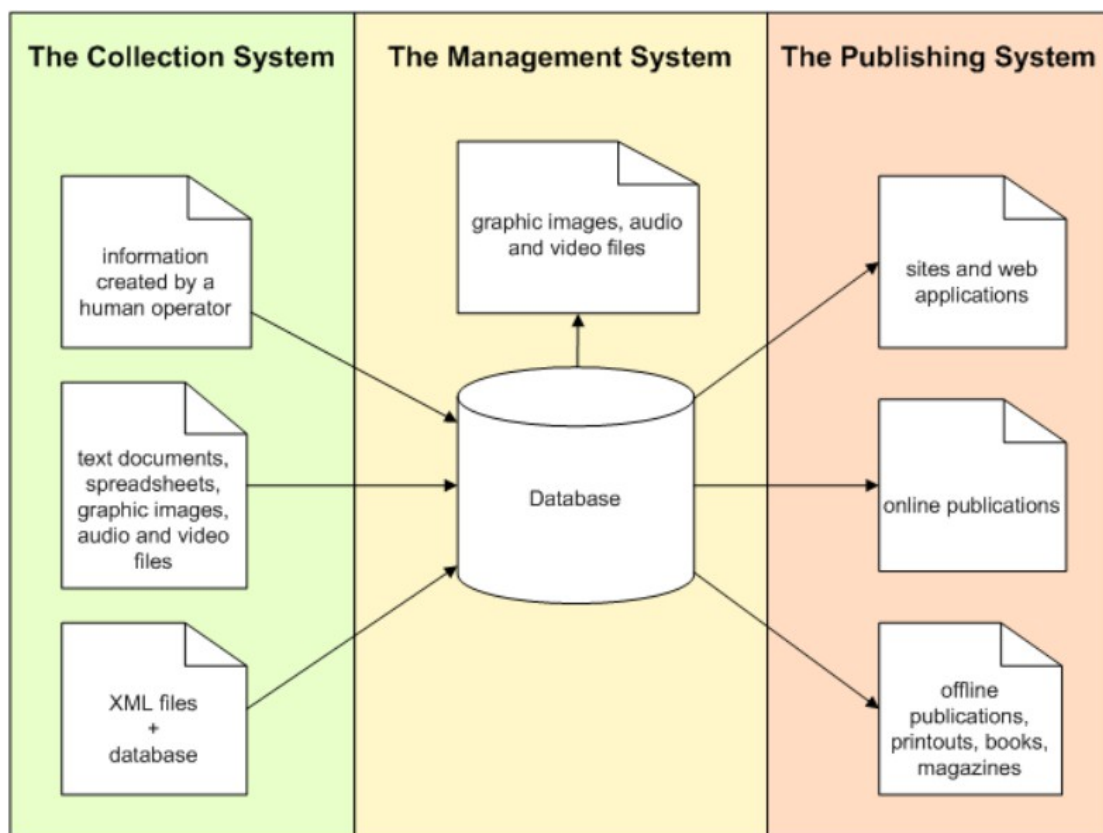 The Collection System
The Management System
The Publishing System
information
created by a
human operator
text documents,
spreadsheets,
graphic images,
audio and video
files
XML files
+
database
graphic images, audio
and video files
Database
sites and web
applications
online publications
offline
publications,
printouts, books,
magazines